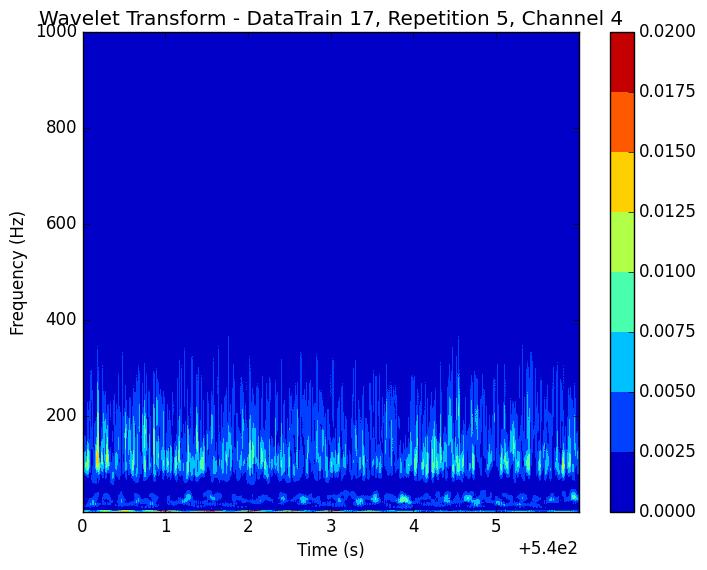 Wavelet Transform - DataTrain 17, Repetition 5, Channel 4
1000
800
600
400
200
Frequency (Hz)
0 1 2 3 4 5
+5.4e2
Time (s)
0.0200
0.0175
0.0150
0.0125
0.0100
0.0075
0.0050
0.0025
0.0000